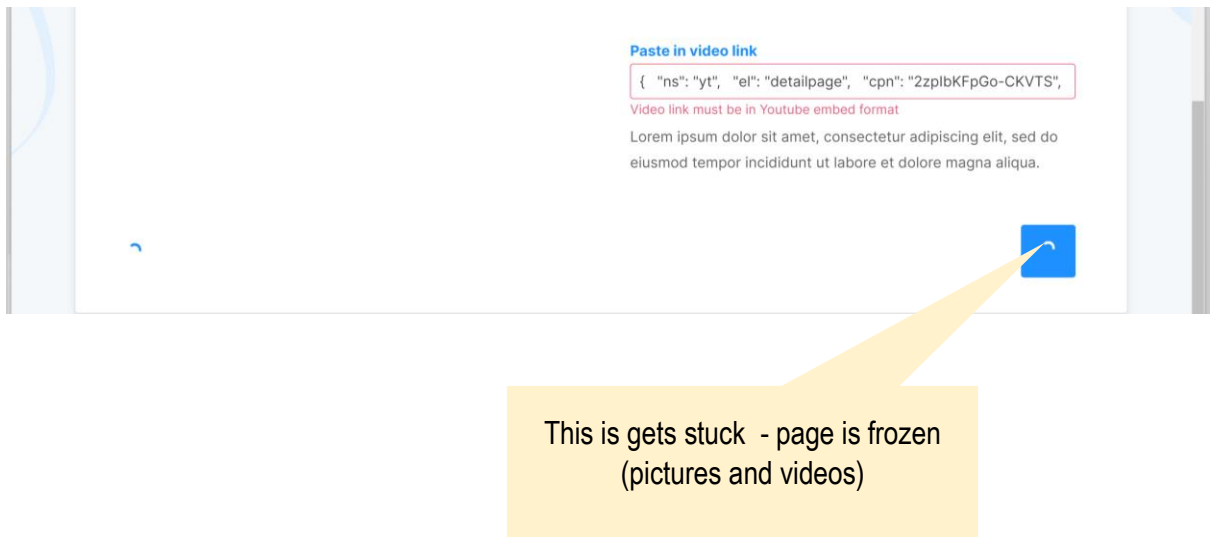 Paste in video link
{ "ns": "yt", "el": "detailpage", "cpn": "2zpIbKFpGo-CKVTS",
Video link must be in Youtube embed format
Lorem ipsum dolor sit amet, consectetur adipiscing elit, sed do
eiusmod tempor incididunt ut labore et dolore magna aliqua.
This is gets stuck - page is frozen
(pictures and videos)